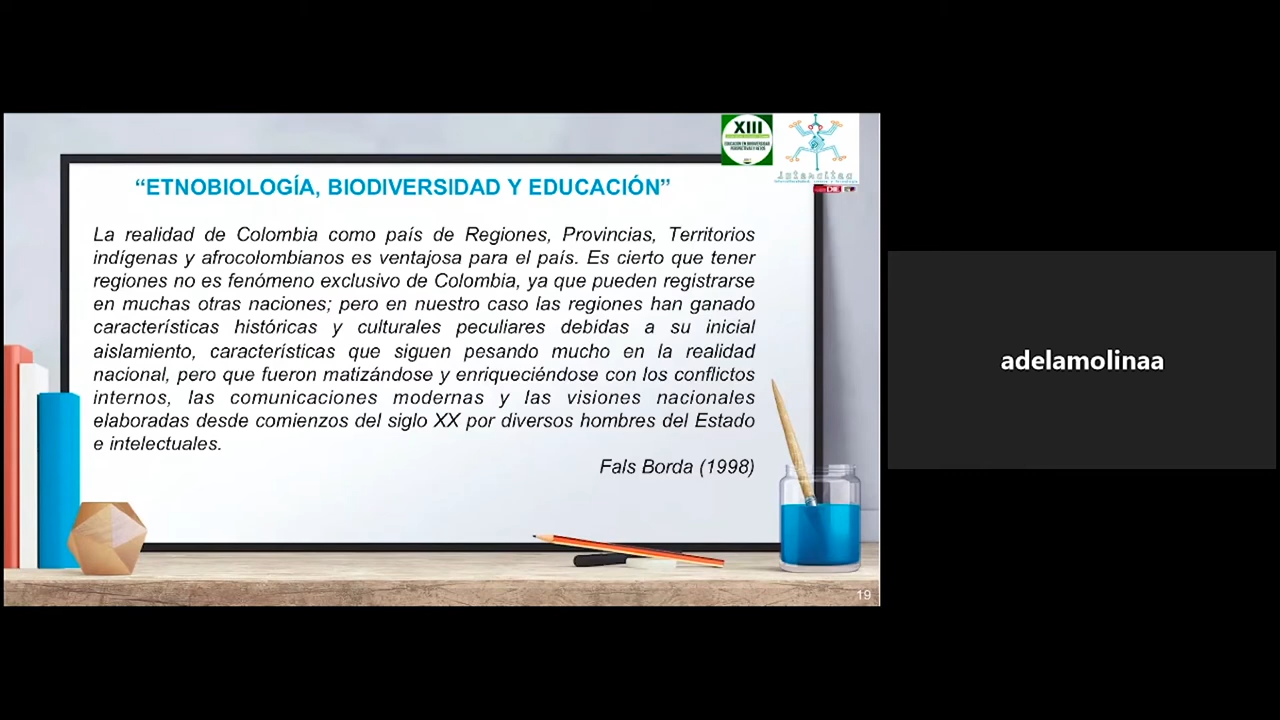 XIII
EDUCACIÓN EN BIODIVERSIDAD
“ETNOBIOLOGÍA, BIODIVERSIDAD Y EDUCACIÓN”
La realidad de Colombia como país de Regiones, Provincias, Territorios
indígenas y afrocolombianos es ventajosa para el país. Es cierto que tener
regiones no es fenómeno exclusivo de Colombia, ya que pueden registrarse
en muchas otras naciones; pero en nuestro caso las regiones han ganado
características históricas y culturales peculiares debidas a su inicial
aislamiento, características que siguen pesando mucho en la realidad
nacional, pero que fueron matizándose y enriqueciéndose con los conflictos
internos, las comunicaciones modernas y las visiones nacionales
elaboradas desde comienzos del siglo XX por diversos hombres del Estado
e intelectuales.
Fals Borda (1998)
19
adelamolinaa